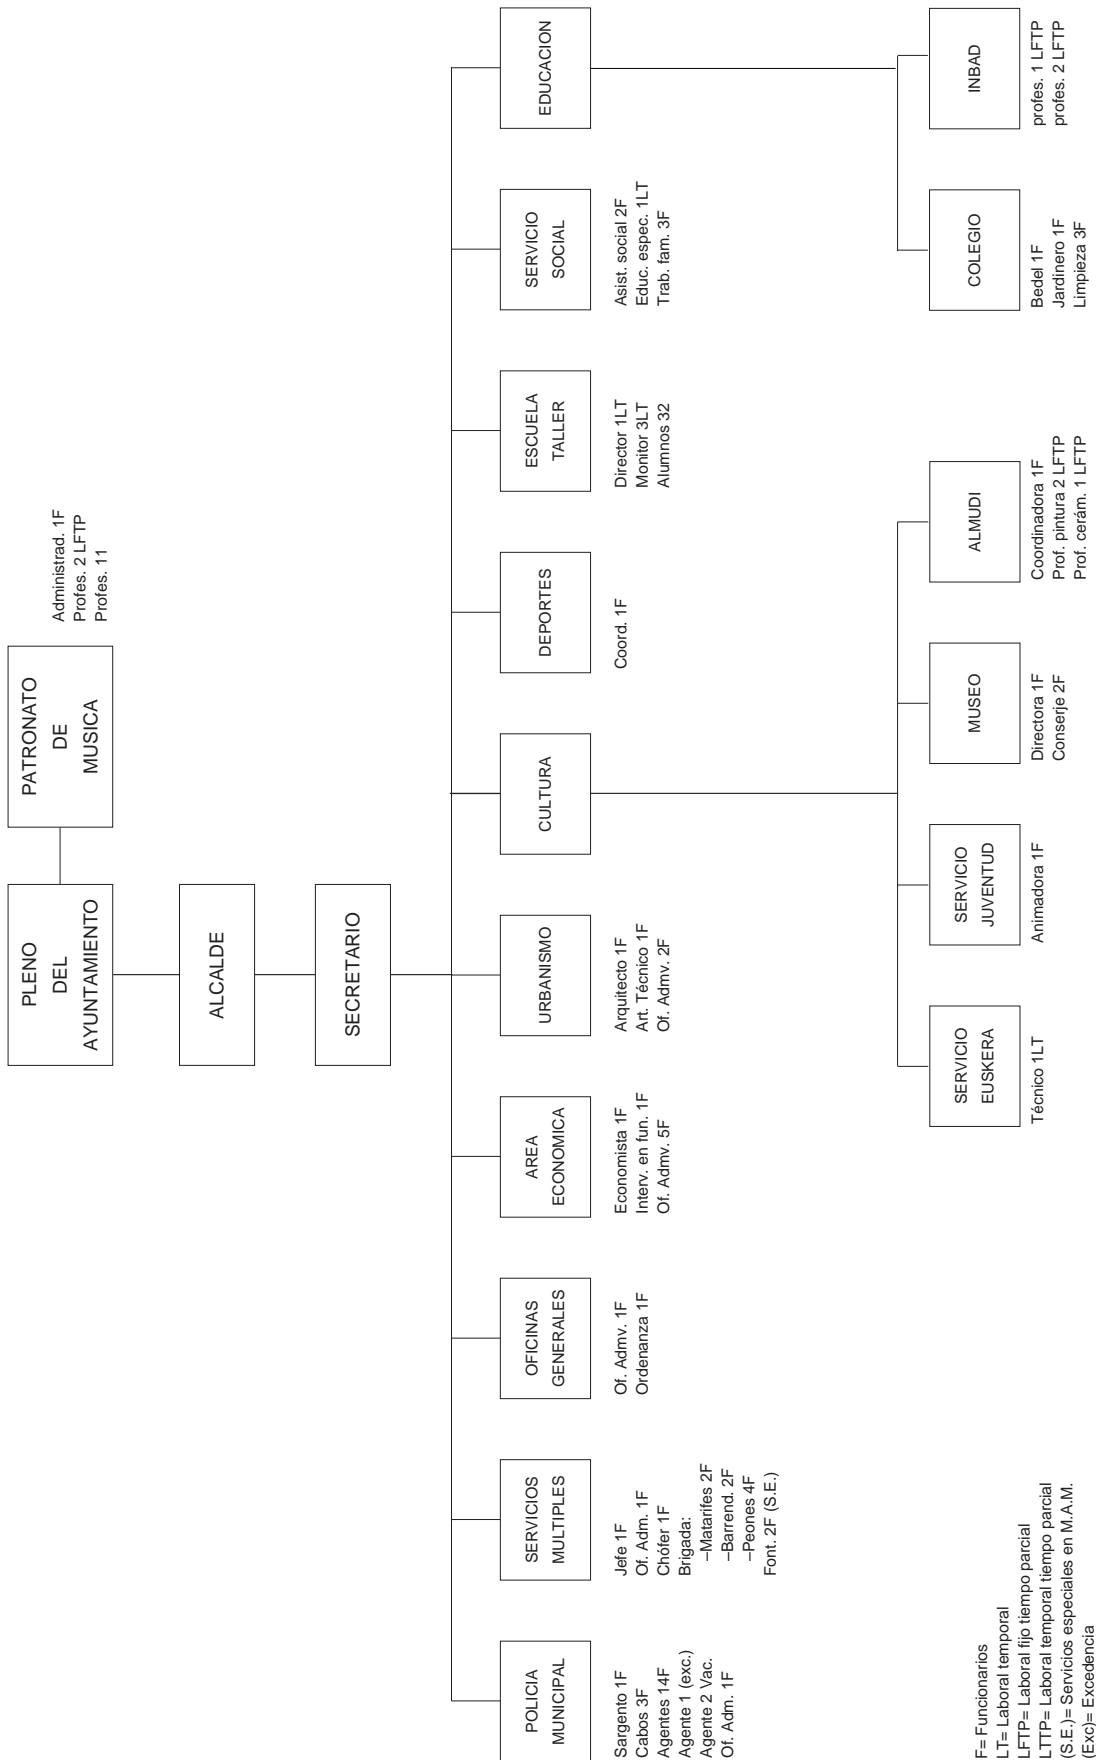 PLENO
DEL
AYUNTAMIENTO
PATRONATO
DE
MUSICA
Administrad. 1F
Profes. 2 LFTP
Profes. 11
ALCALDE
SECRETARIO
POLICIA
MUNICIPAL
Sargento 1F
Cabos 3F
Agentes 14F
Agente 1 (exc.)
Agente 2 Vac.
Of. Adm. 1F
SERVICIOS
MULTIPLES
Jefe 1F
Of. Adm. 1F
Chófer 1F
Brigada:
–Matarifes 2F
–Barrend. 2F
–Peones 4F
Font. 2F (S.E.)
OFICINAS
GENERALES
Of. Admv. 1F
Ordenanza 1F
AREA
ECONOMICA
Economista 1F
Interv. en fun. 1F
Of. Admv. 5F
URBANISMO
Arquitecto 1F
Art. Técnico 1F
Of. Admv. 2F
CULTURA
DEPORTES
Coord. 1F
ESCUELA
TALLER
Director 1LT
Monitor 3LT
Alumnos 32
SERVICIO
SOCIAL
Asist. social 2F
Educ. espec. 1LT
Trab. fam. 3F
EDUCACION
SERVICIO
EUSKERA
Técnico 1LT
SERVICIO
JUVENTUD
Animadora 1F
MUSEO
Directora 1F
Conserje 2F
ALMUDI
Coordinadora 1F
Prof. pintura 2 LFTP
Prof. cerám. 1 LFTP
COLEGIO
Bedel 1F
Jardinero 1F
Limpieza 3F
INBAD
profes. 1 LFTP
profes. 2 LFTP
F= Funcionarios
LT= Laboral temporal
LFTP= Laboral fijo tiempo parcial
LTTP= Laboral temporal tiempo parcial
(S.E.)= Servicios especiales en M.A.M.
(Exc)= Excedencia